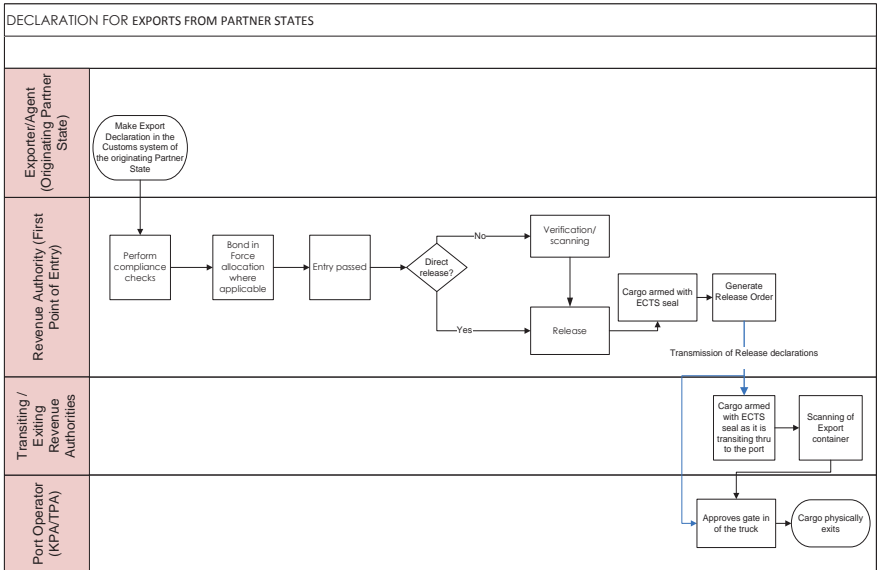 DECLARATION FOR EXPORTS FROM PARTNER STATES
Exporter/Agent
(Originating Partner
State)
Make Export
Declaration in the
Customs system of
the originating Partner
State
Revenue Authority (First
Point of Entry)
Perform
compliance
checks
Bond in
Force
allocation
where
applicable
Entry passed
Direct
release?
No
Yes
Verification/
scanning
Release
Cargo armed with
ECTS seal
Generate
Release Order
Transmission of Release declarations
Transiting /
Exiting
Revenue
Authorities
Cargo armed
with ECTS
seal as it is
transiting thru
to the port
Scanning of
Export
container
Port Operator
(KPA/TPA)
Approves gate in
of the truck
Cargo physically
exits